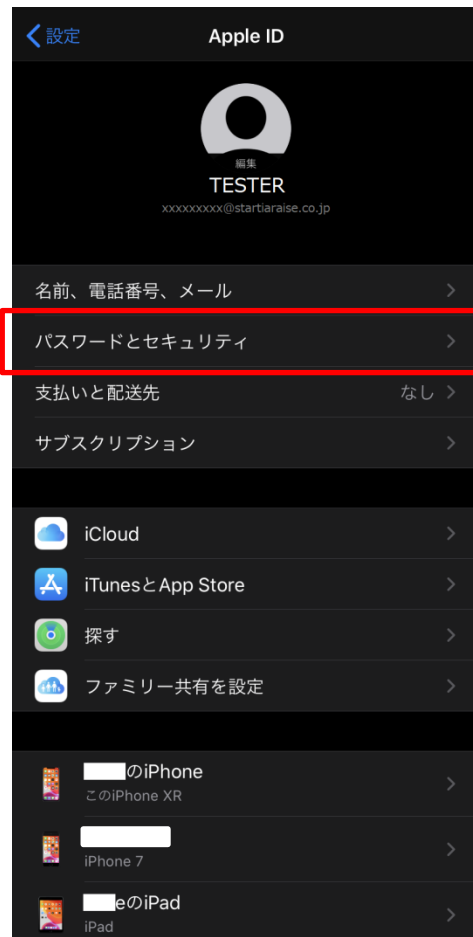 設定
Apple ID
編集
TESTER
xxxxxxxxx@startiaraise.co.jp
名前、電話番号、メール
パスワードとセキュリティ
支払いと配送先 なし
サブスクリプション
iCloud
iTunesとApp Store
探す
ファミリー共有を設定
のiPhone
このiPhone XR
iPhone 7
eのiPad
iPad